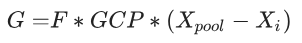 G =F * GCP * (X_pool − X_i)